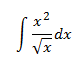 ∫ x²/√x dx